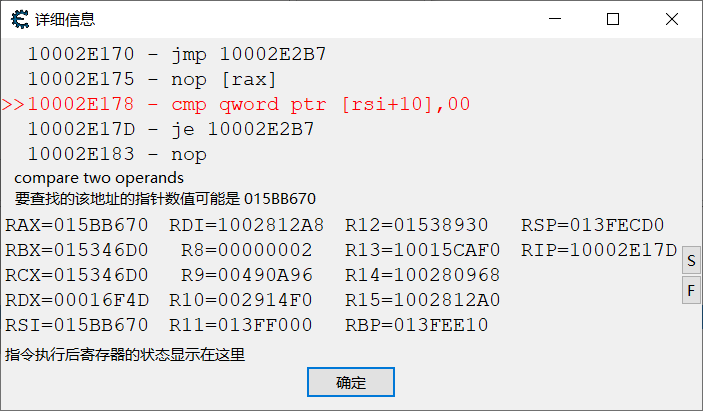 详细信息
10002E170 - jmp 10002E2B7
10002E175 - nop [rax]
>>10002E178 - cmp qword ptr [rsi+10],00
10002E17D - je 10002E2B7
10002E183 - nop
compare two operands
要查找的该地址的指针数值可能是 015BB670
RAX=015BB670 RDI=1002812A8 R12=01538930 RSP=013FECD0
RBX=015346D0 R8=00000002 R13=10015CAF0 RIP=10002E17D
RCX=015346D0 R9=00490A96 R14=100280968
RDX=00016F4D R10=002914F0 R15=1002812A0
RSI=015BB670 R11=013FF000 RBP=013FEE10
S
F
指令执行后寄存器的状态显示在这里
确定